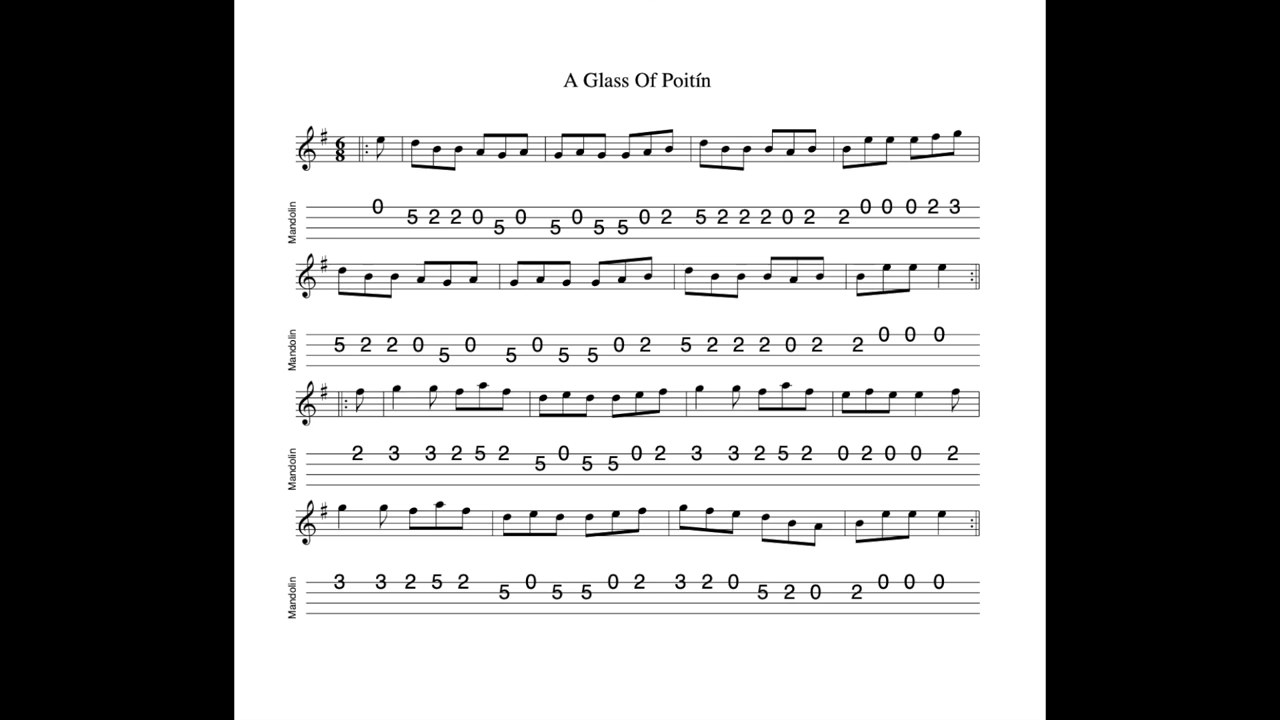 A Glass Of Poitín
6
8
Mandolin
0 5 2 2 0 5 0 5 0 5 5 0 2 5 2 2 2 0 2 2 0 0 0 2 3
Mandolin
5 2 2 0 5 0 5 0 5 5 0 2 5 2 2 2 0 2 2 0 0 0
Mandolin
2 3 3 2 5 2 5 0 5 5 0 2 3 3 2 5 2 0 2 0 0 2
Mandolin
3 3 2 5 2 5 0 5 5 0 2 3 2 0 5 2 0 2 0 0 0